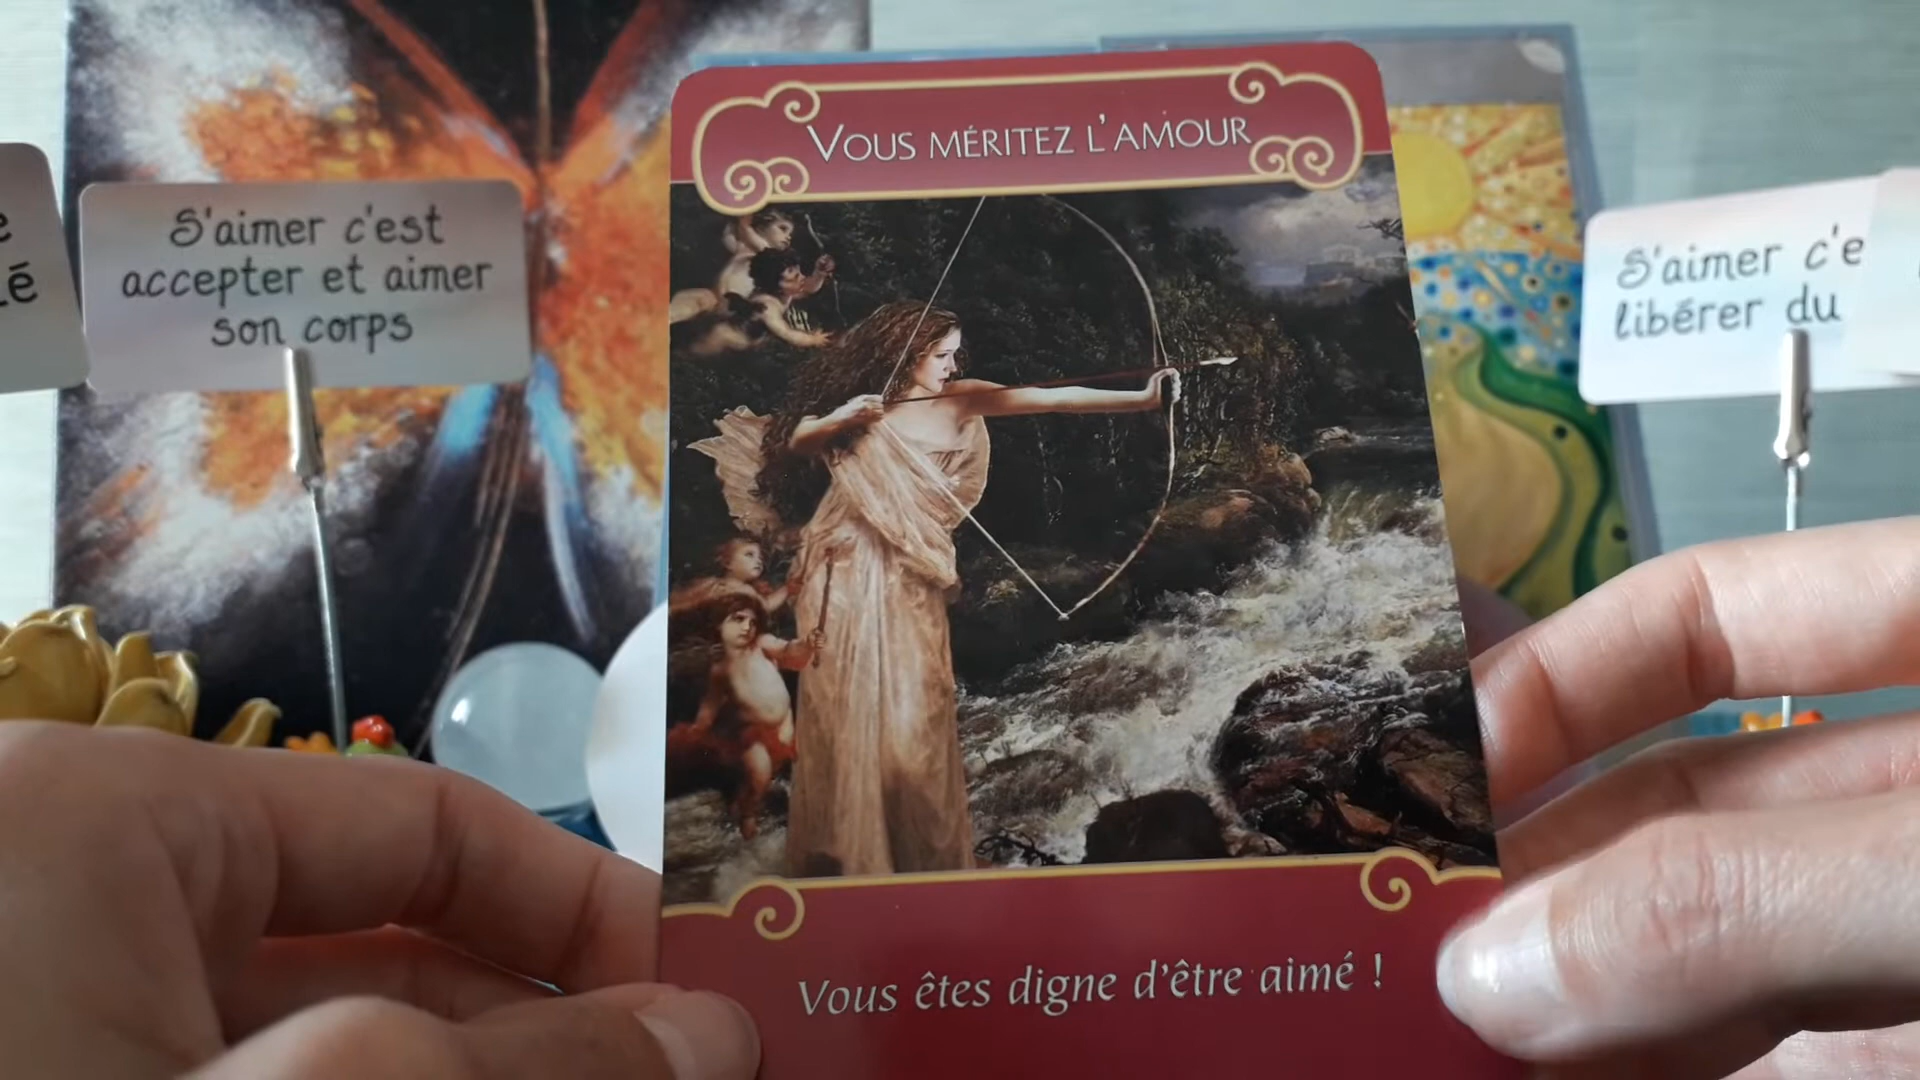 VOUS MÉRITEZ L'AMOUR
S'aimer c'est
accepter et aimer
son corps
S'aimer c'e
libérer du
Vous êtes digne d'être aimé !